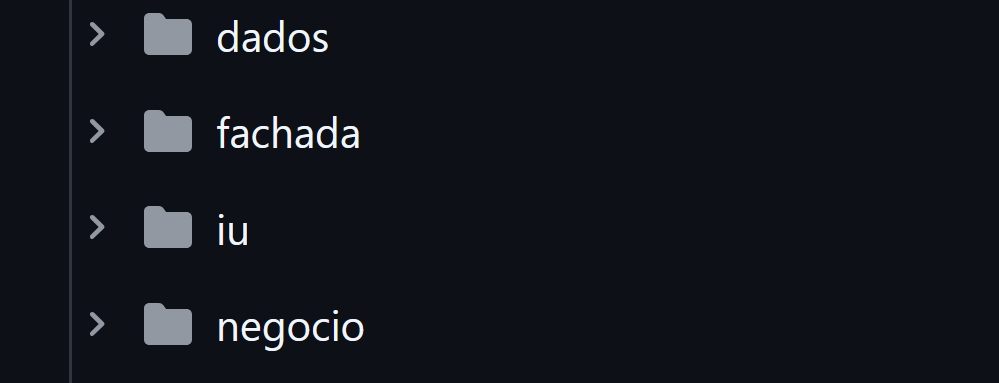 dados
fachada
iu
negocio